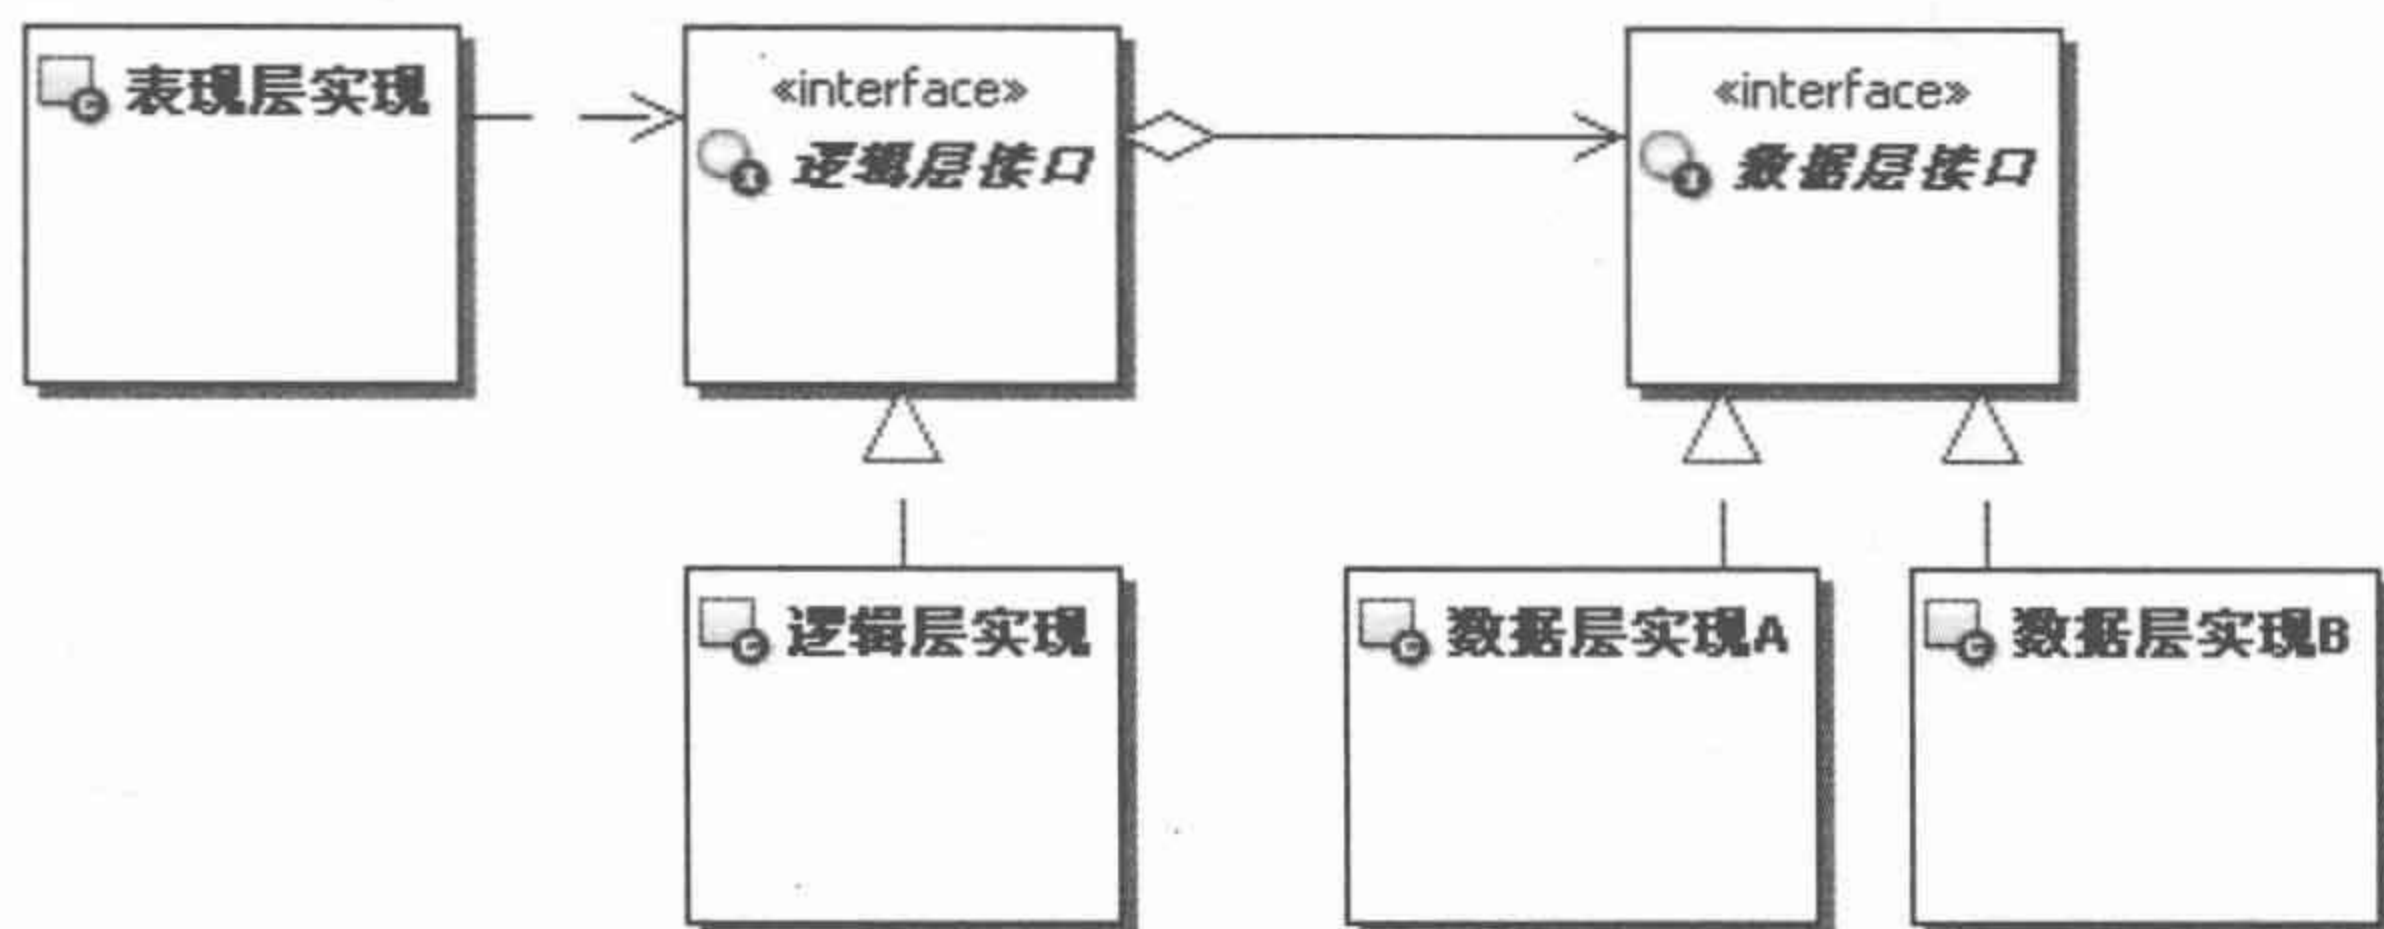 表现层实现
«interface»
逻辑层接口
«interface»
数据层接口
逻辑层实现
数据层实现A
数据层实现B